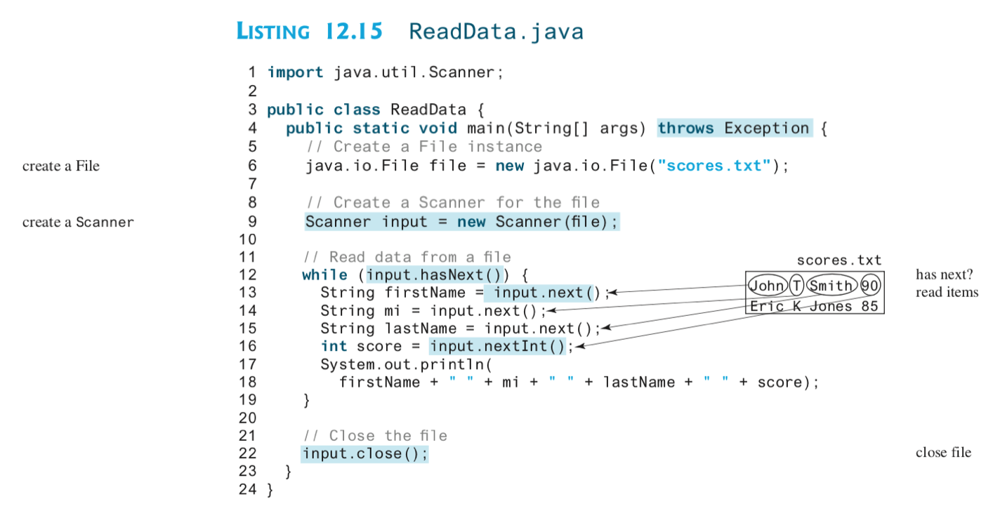 LISTING 12.15 ReadData.java
1 import java.util.Scanner;
2
3 public class ReadData {
4 public static void main(String[] args) throws Exception {
5 // Create a File instance
create a File 6 java.io.File file = new java.io.File("scores.txt");
7
8 // Create a Scanner for the file
create a Scanner 9 Scanner input = new Scanner(file);
10
11 // Read data from a file
scores.txt
12 while (input.hasNext()) { has next?
13 String firstName = input.next(); John T Smith 90 read items
14 String mi = input.next(); Eric K Jones 85
15 String lastName = input.next();
16 int score = input.nextInt();
17 System.out.println(
18 firstName + " " + mi + " " + lastName + " " + score);
19 }
20
21 // Close the file
22 input.close(); close file
23 }
24 }